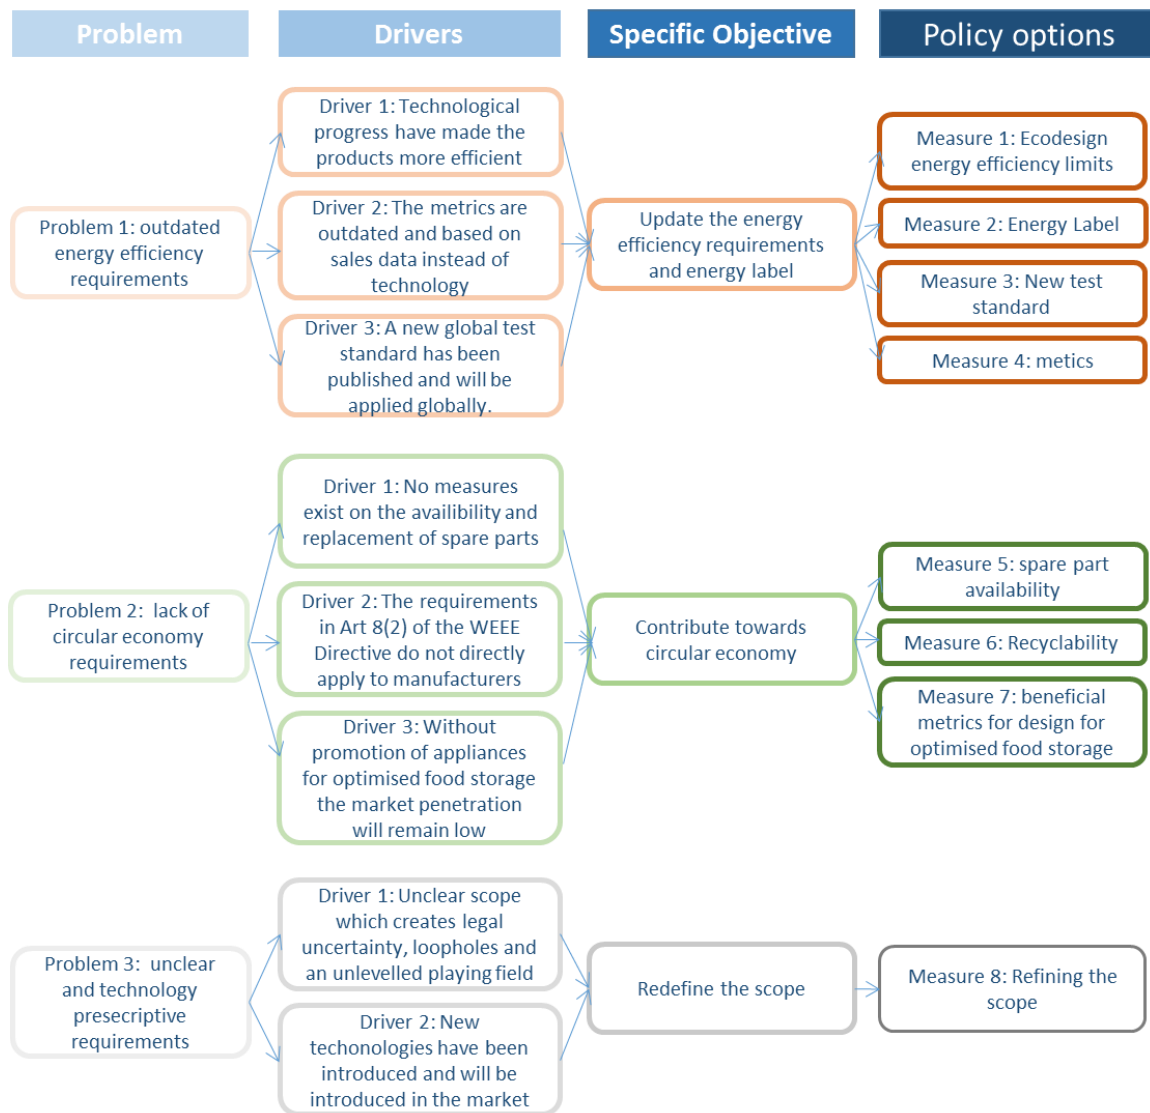 Problem
Drivers
Specific Objective
Policy options
Problem 1: outdated
energy efficiency
requirements
Driver 1: Technological
progress have made the
products more efficient
Driver 2: The metrics are
outdated and based on
sales data instead of
technology
Driver 3: A new global test
standard has been
published and will be
applied globally.
Update the energy
efficiency requirements
and energy label
Measure 1: Ecodesign
energy efficiency limits
Measure 2: Energy Label
Measure 3: New test
standard
Measure 4: metics
Problem 2:  lack of
circular economy
requirements
Driver 1: No measures
exist on the availibility and
replacement of spare parts
Driver 2: The requirements
in Art 8(2) of the WEEE
Directive do not directly
apply to manufacturers
Driver 3: Without
promotion of appliances
for optimised food storage
the market penetration
will remain low
Contribute towards
circular economy
Measure 5: spare part
availability
Measure 6: Recyclability
Measure 7: beneficial
metrics for design for
optimised food storage
Problem 3:  unclear
and technology
presecriptive
requirements
Driver 1: Unclear scope
which creates legal
uncertainty, loopholes and
an unlevelled playing field
Driver 2: New
techonologies have been
introduced and will be
introduced in the market
Redefine the scope
Measure 8: Refining the
scope